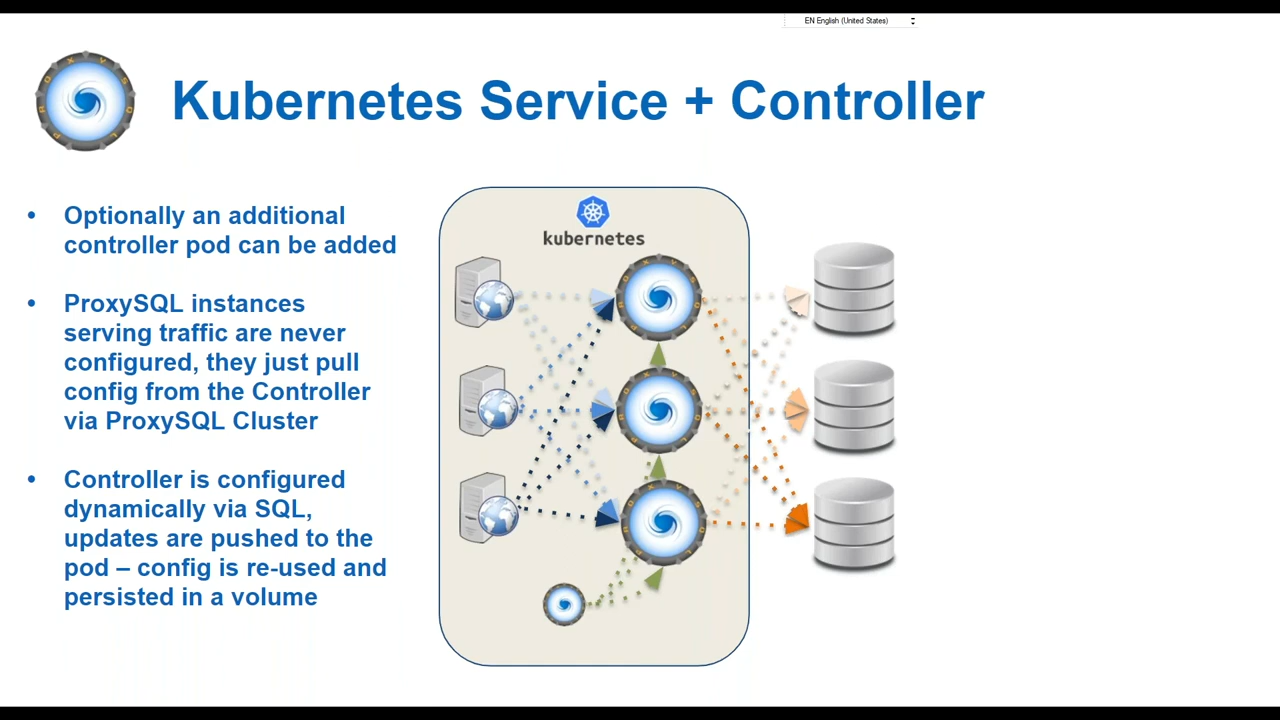 EN English (United States)
Kubernetes Service + Controller
• Optionally an additional
controller pod can be added
• ProxySQL instances
serving traffic are never
configured, they just pull
config from the Controller
via ProxySQL Cluster
• Controller is configured
dynamically via SQL,
updates are pushed to the
pod – config is re-used and
persisted in a volume
kubernetes